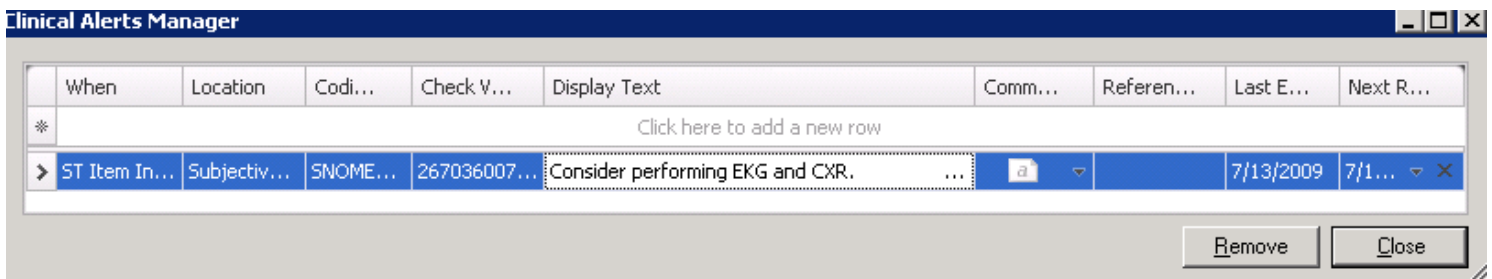 Clinical Alerts Manager
When Location Codi... Check V... Display Text Comm... Referen... Last E... Next R...
Click here to add a new row
ST Item In... Subjectiv... SNOME... 267036007... Consider performing EKG and CXR. ... a 7/13/2009 7/1...
Remove Close